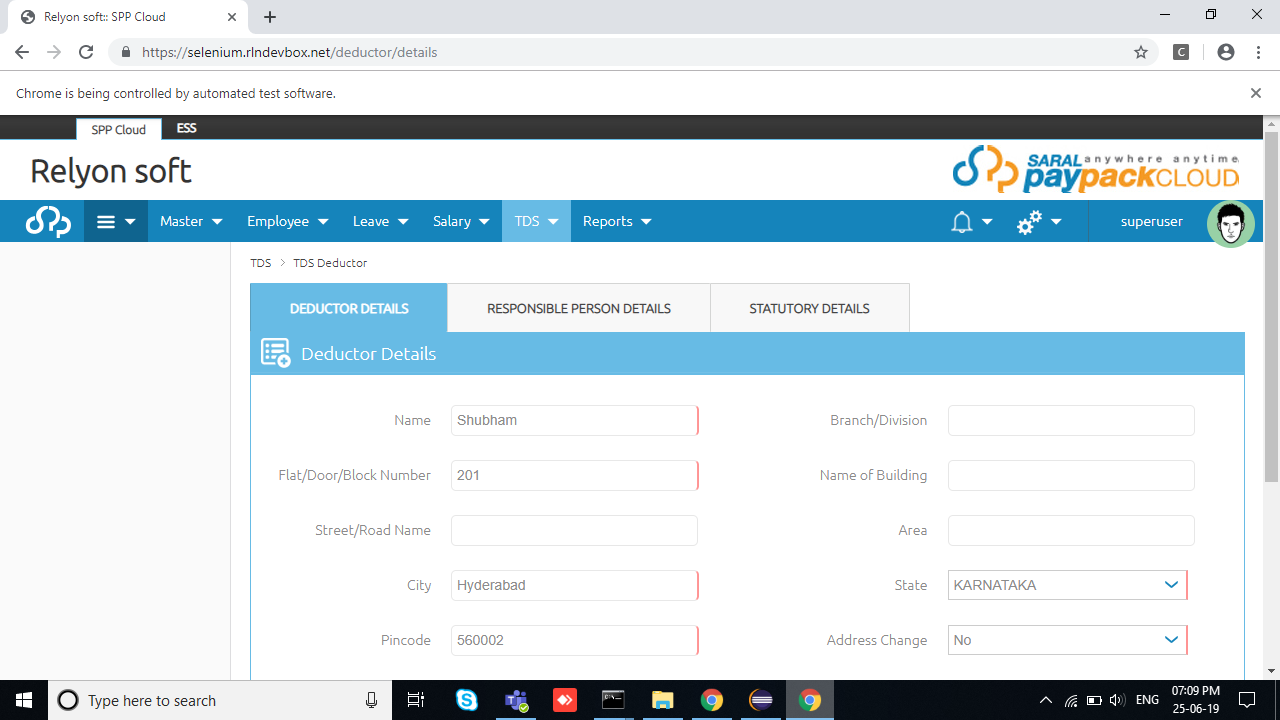 Relyon soft:: SPP Cloud
https://selenium.rlndevbox.net/deductor/details
C
Chrome is being controlled by automated test software.
SPP Cloud ESS
Relyon soft
SARAL anywhere anytime
paypackCLOUD
Master Employee Leave Salary TDS Reports superuser
TDS > TDS Deductor
DEDUCTOR DETAILS RESPONSIBLE PERSON DETAILS STATUTORY DETAILS
Deductor Details
Name Shubham Branch/Division
Flat/Door/Block Number 201 Name of Building
Street/Road Name Area
City Hyderabad State KARNATAKA
Pincode 560002 Address Change No
Type here to search ENG 07:09 PM
25-06-19